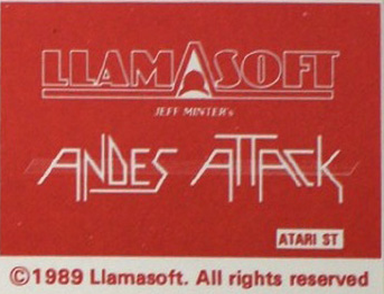 LLAMASOFT
JEFF MINTER's
ANDES ATTACK
ATARI ST
©1989 Llamasoft. All rights reserved